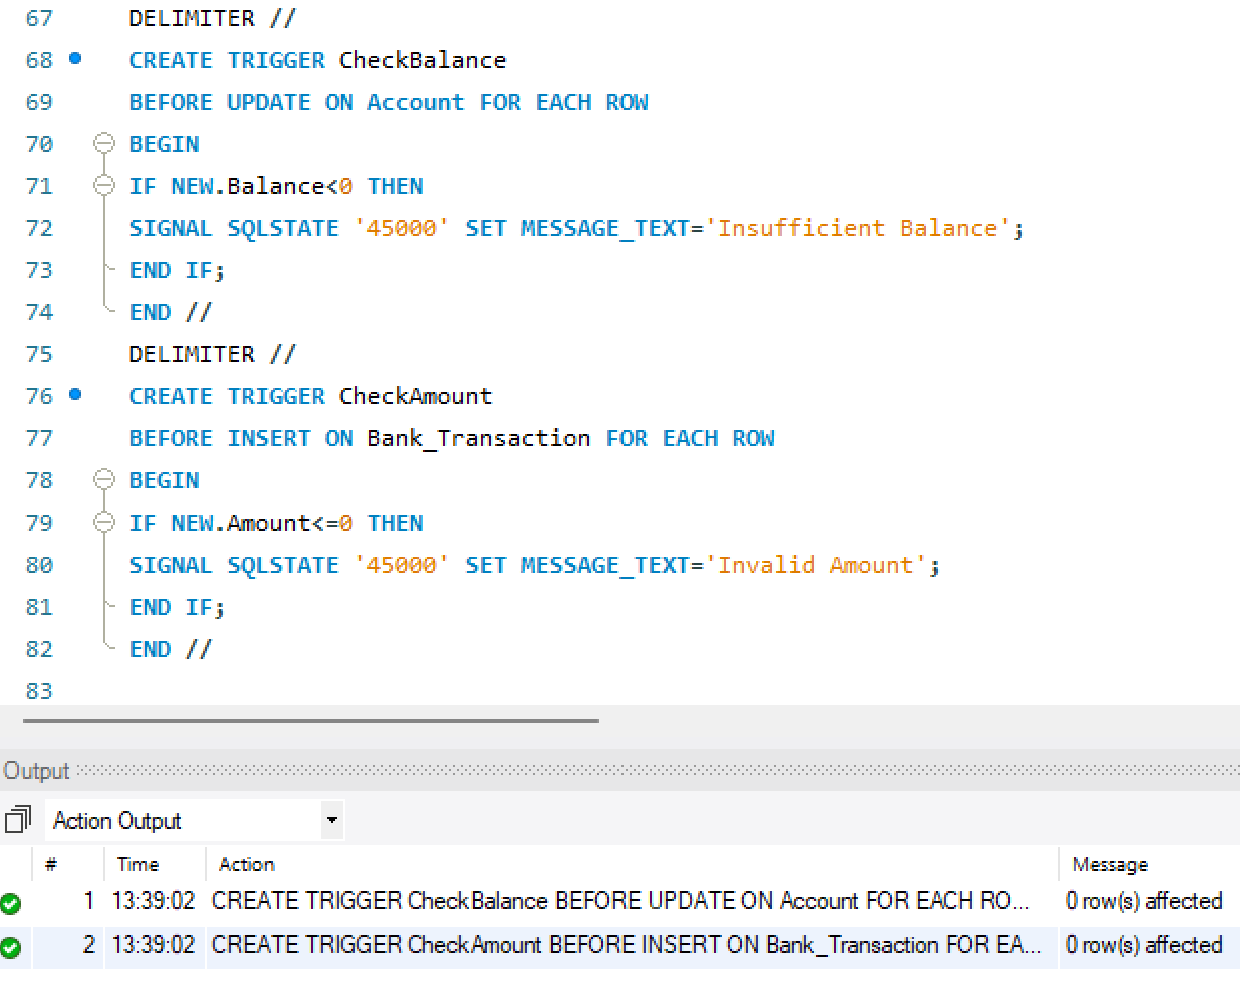 67 DELIMITER //
68 CREATE TRIGGER CheckBalance
69 BEFORE UPDATE ON Account FOR EACH ROW
70 BEGIN
71 IF NEW.Balance<0 THEN
72 SIGNAL SQLSTATE '45000' SET MESSAGE_TEXT='Insufficient Balance';
73 END IF;
74 END //
75 DELIMITER //
76 CREATE TRIGGER CheckAmount
77 BEFORE INSERT ON Bank_Transaction FOR EACH ROW
78 BEGIN
79 IF NEW.Amount<=0 THEN
80 SIGNAL SQLSTATE '45000' SET MESSAGE_TEXT='Invalid Amount';
81 END IF;
82 END //
83
Output
Action Output
# Time Action Message
1 13:39:02 CREATE TRIGGER CheckBalance BEFORE UPDATE ON Account FOR EACH RO... 0 row(s) affected
2 13:39:02 CREATE TRIGGER CheckAmount BEFORE INSERT ON Bank_Transaction FOR EA... 0 row(s) affected